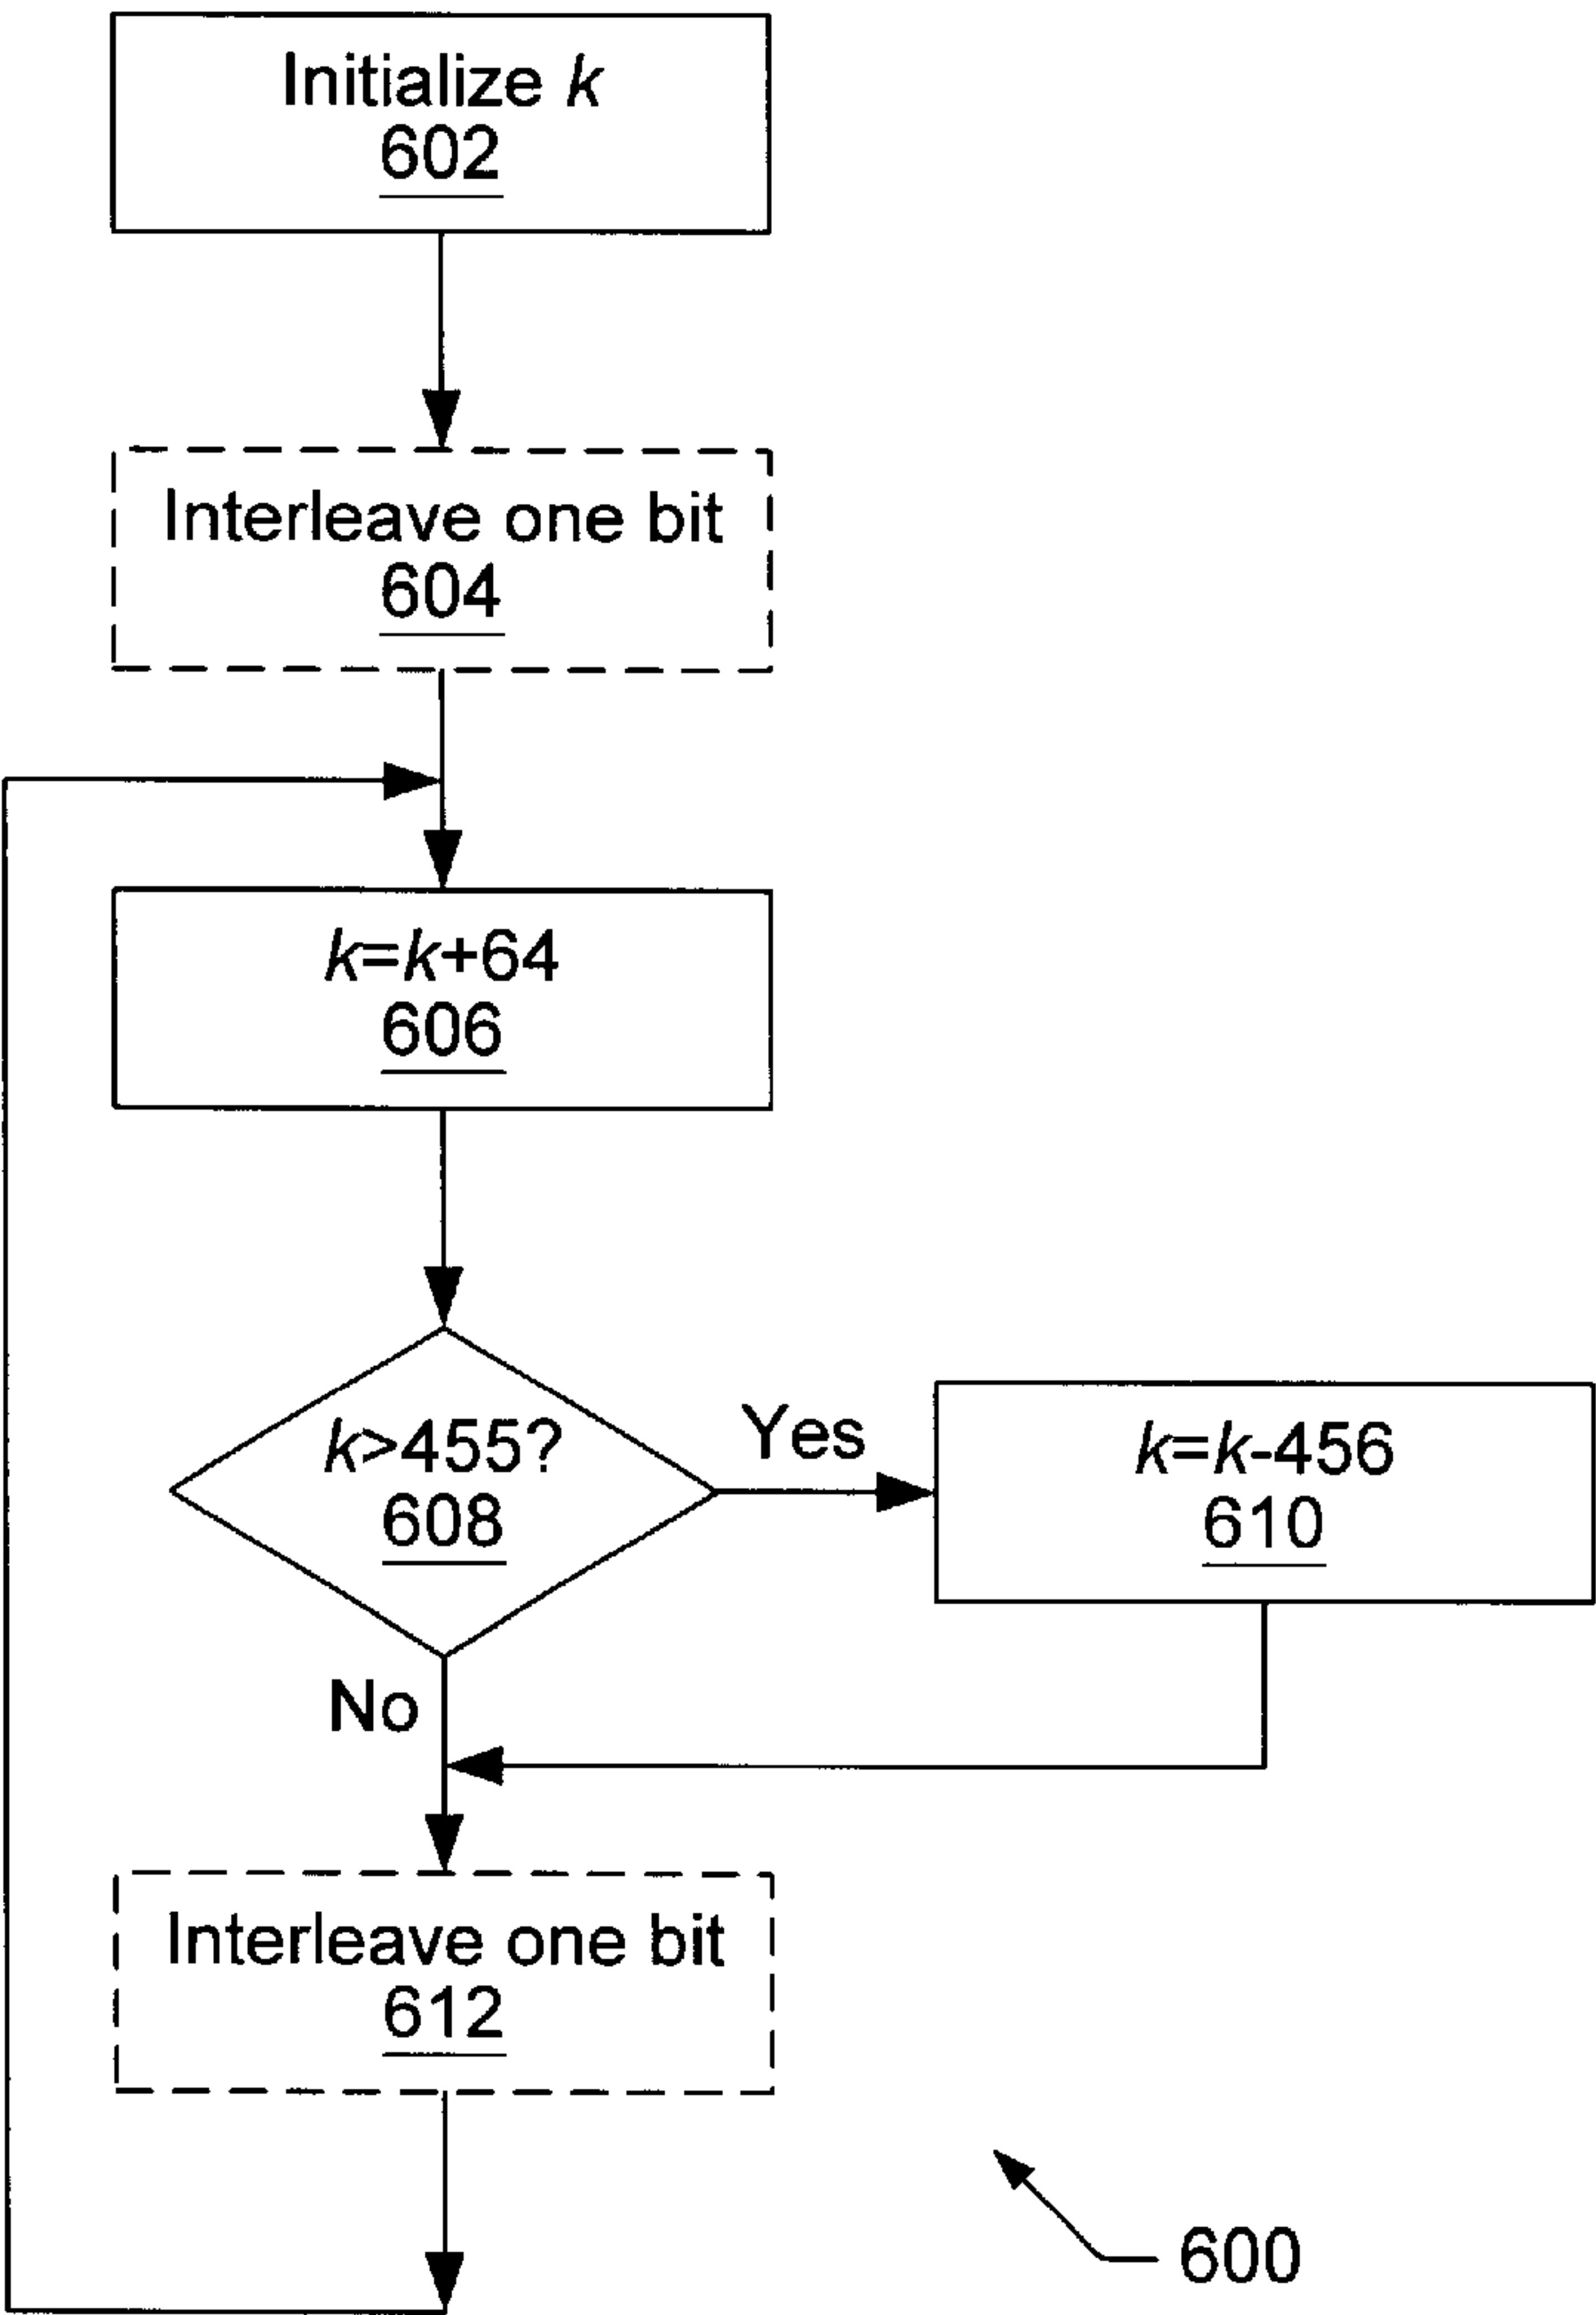 Initialize k
602
Interleave one bit
604
k=k+64
606
k>455?
608
Yes
k=k-456
610
No
Interleave one bit
612
600